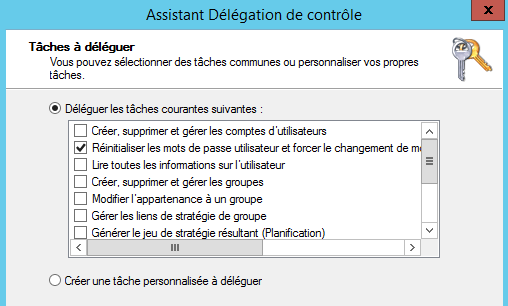 Assistant Délégation de contrôle
x
Tâches à déléguer
Vous pouvez sélectionner des tâches communes ou personnaliser vos propres
tâches.
Déléguer les tâches courantes suivantes :
Créer, supprimer et gérer les comptes d'utilisateurs
Réinitialiser les mots de passe utilisateur et forcer le changement de
Lire toutes les informations sur l'utilisateur
Créer, supprimer et gérer les groupes
Modifier l'appartenance à un groupe
Gérer les liens de stratégie de groupe
Générer le jeu de stratégie résultant (Planification)
Créer une tâche personnalisée à déléguer